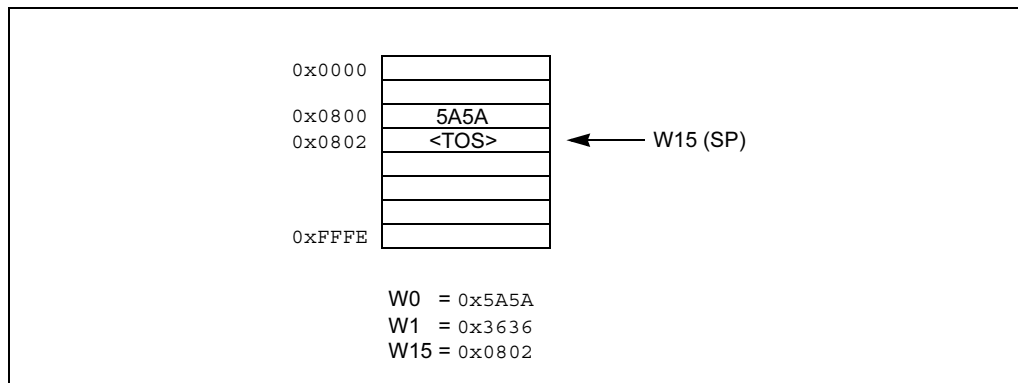 0x0000
0x0800 5A5A
0x0802 <TOS> W15 (SP)
0xFFFE
W0 = 0x5A5A
W1 = 0x3636
W15 = 0x0802